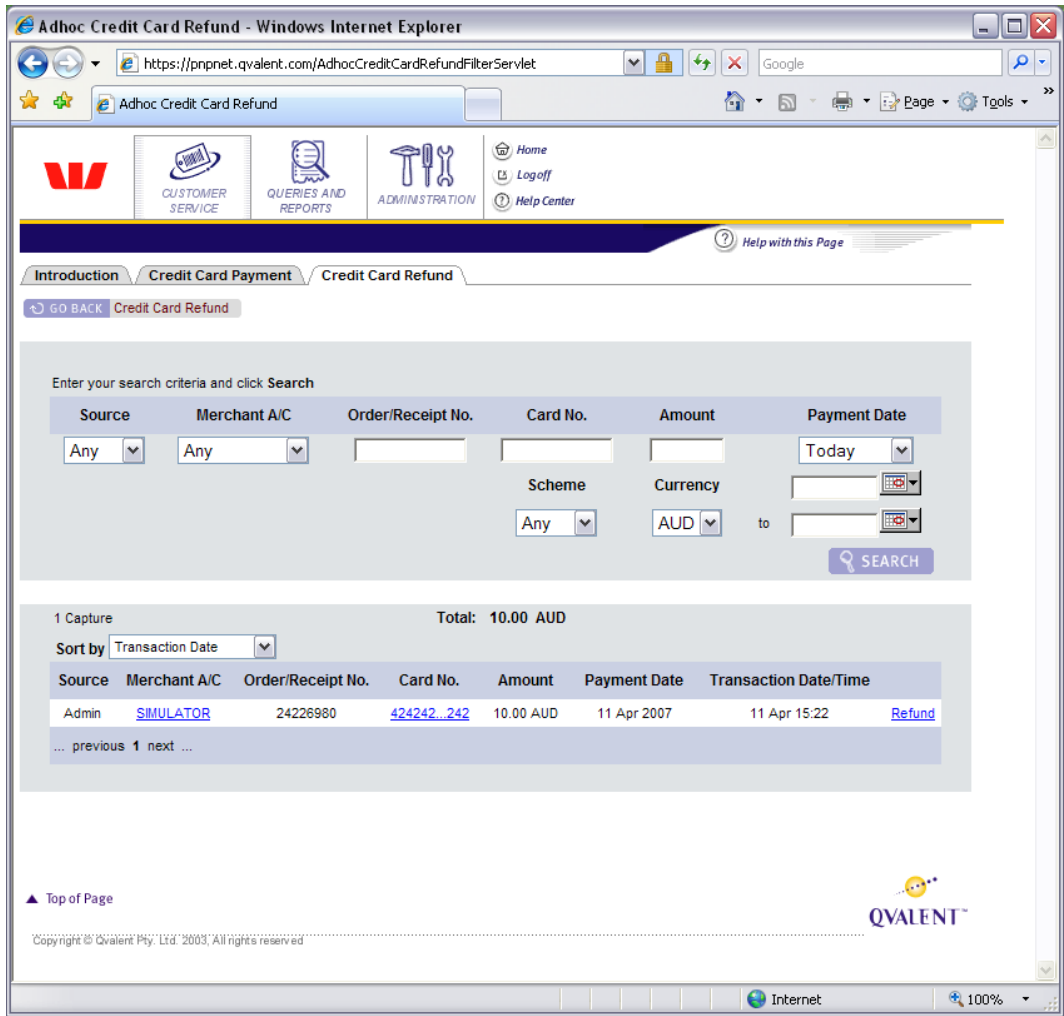 Adhoc Credit Card Refund - Windows Internet Explorer
https://pnpnet.qvalent.com/AdhocCreditCardRefundFilterServlet
Google
Adhoc Credit Card Refund
Page
Tools
CUSTOMER SERVICE
QUERIES AND REPORTS
ADMINISTRATION
Home
Logoff
Help Center
Help with this Page
Introduction Credit Card Payment Credit Card Refund
GO BACK Credit Card Refund
Enter your search criteria and click Search
Source Merchant A/C Order/Receipt No. Card No. Amount Payment Date
Any Any Today
Scheme Currency
Any AUD to
SEARCH
1 Capture Total: 10.00 AUD
Sort by Transaction Date
Source Merchant A/C Order/Receipt No. Card No. Amount Payment Date Transaction Date/Time
Admin SIMULATOR 24226980 424242...242 10.00 AUD 11 Apr 2007 11 Apr 15:22 Refund
... previous 1 next ...
Top of Page
QVALENT™
Copyright © Qvalent Pty. Ltd. 2003, All rights reserved
Internet 100%